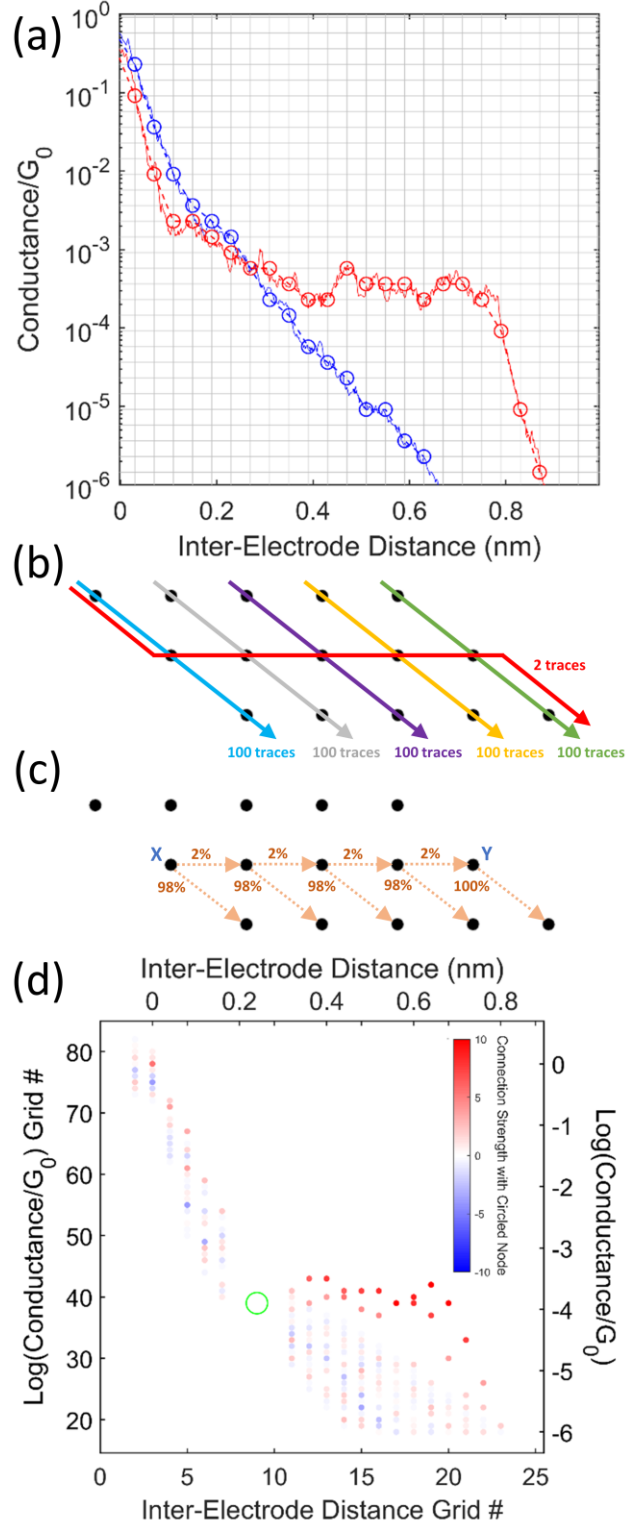 (a)
10^0
10^-1
10^-2
10^-3
10^-4
10^-5
10^-6
Conductance/G_0
0 0.2 0.4 0.6 0.8
Inter-Electrode Distance (nm)
(b)
2 traces
100 traces 100 traces 100 traces 100 traces 100 traces
(c)
X 2% 2% 2% 2% Y
98% 98% 98% 98% 100%
(d)
Inter-Electrode Distance (nm)
0 0.2 0.4 0.6 0.8
Log(Conductance/G_0) Grid #
80
70
60
50
40
30
20
Connection Strength with Circled Node
10
5
0
-5
-10
0
-1
-2
-3
-4
-5
-6
Log(Conductance/G_0)
0 5 10 15 20 25
Inter-Electrode Distance Grid #